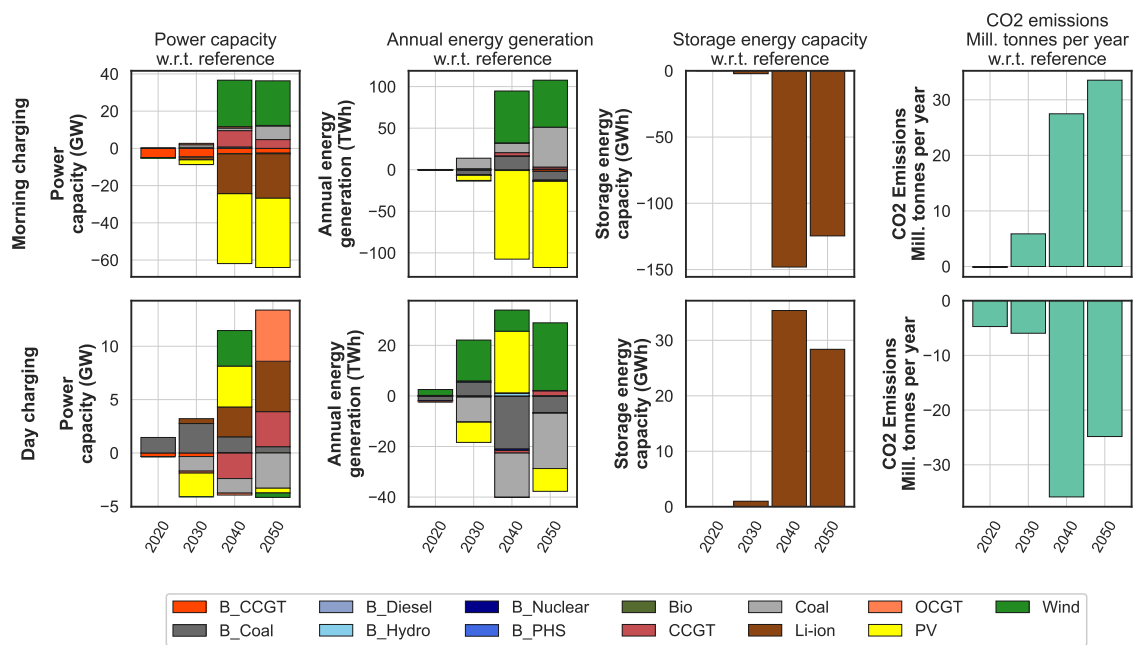 Power capacity
w.r.t. reference
Annual energy generation
w.r.t. reference
Storage energy capacity
w.r.t. reference
CO2 emissions
Mill. tonnes per year
w.r.t. reference
Morning charging
Power
capacity (GW)
40
20
0
−20
−40
−60
Annual energy
generation (TWh)
100
50
0
−50
−100
Storage energy
capacity (GWh)
0
−50
−100
−150
CO2 Emissions
Mill. tonnes per year
30
20
10
0
Day charging
Power
capacity (GW)
10
5
0
−5
Annual energy
generation (TWh)
20
0
−20
−40
Storage energy
capacity (GWh)
30
20
10
0
CO2 Emissions
Mill. tonnes per year
0
−10
−20
−30
2020 2030 2040 2050
2020 2030 2040 2050
2020 2030 2040 2050
2020 2030 2040 2050
B_CCGT B_Diesel B_Nuclear Bio Coal OCGT Wind
B_Coal B_Hydro B_PHS CCGT Li-ion PV